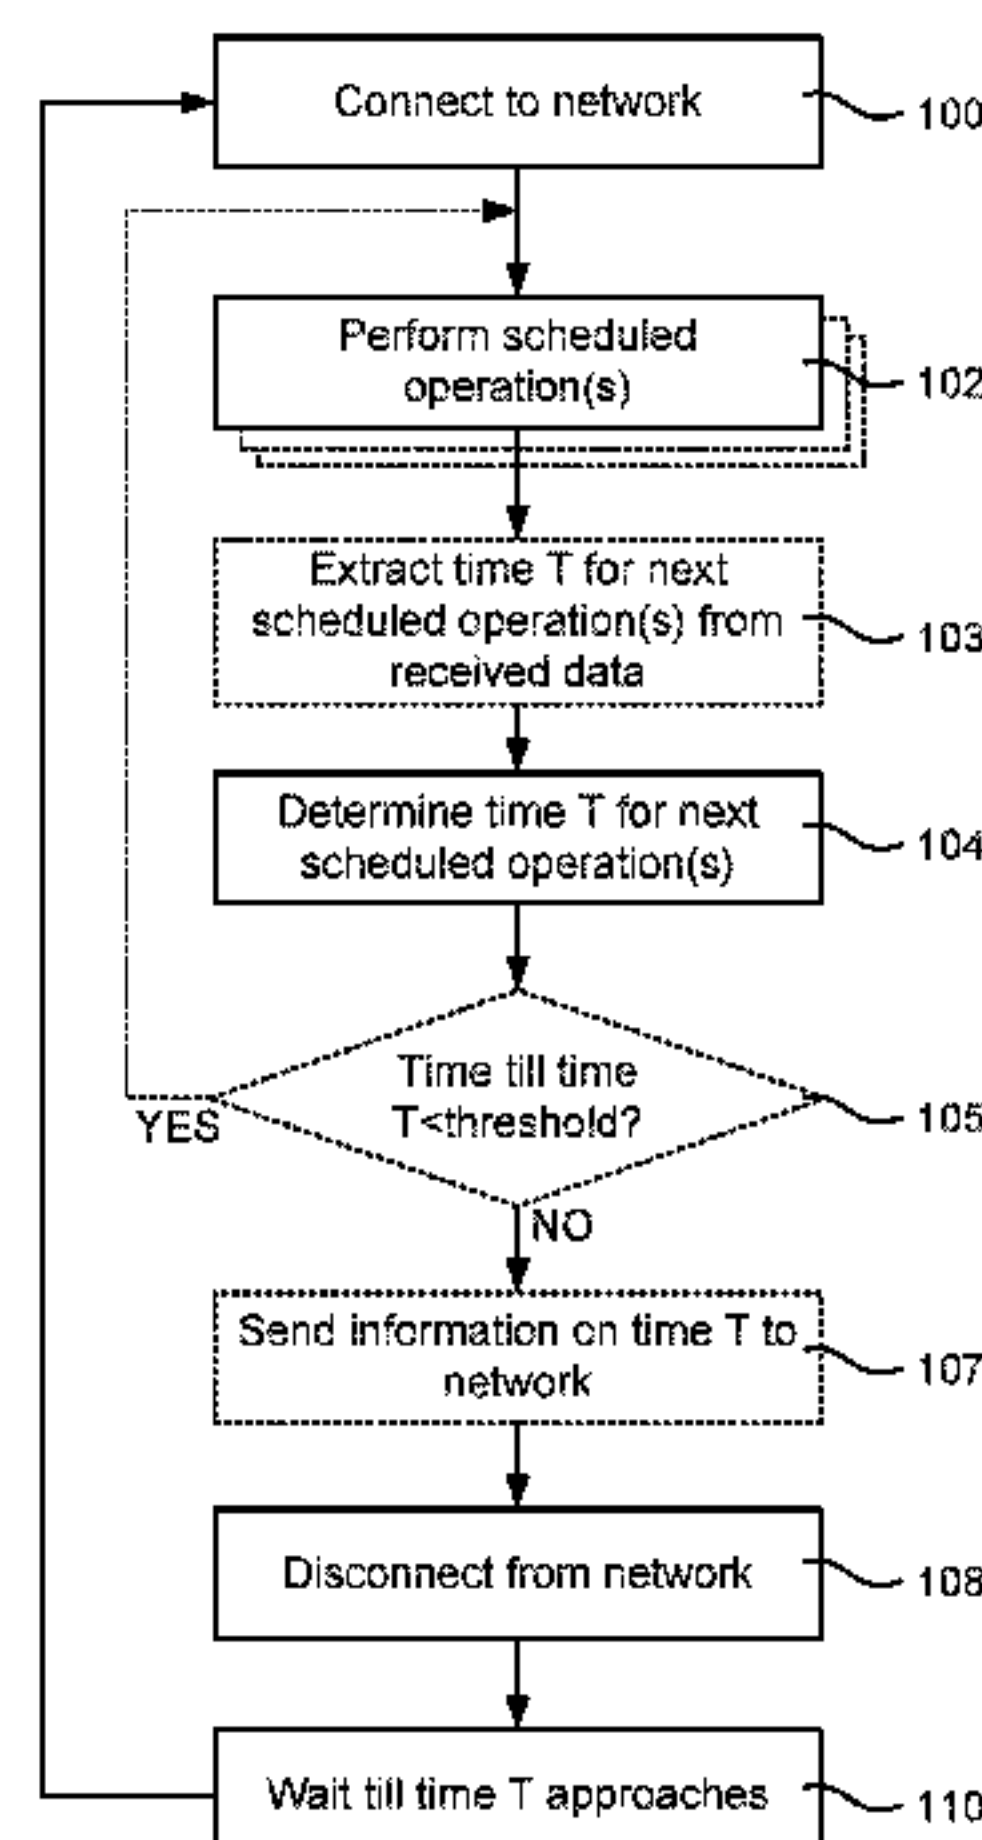 Connect to network
100
Perform scheduled
operation(s)
102
Extract time T for next
scheduled operation(s) from
received data
103
Determine time T for next
scheduled operation(s)
104
Time till time
T<threshold?
105
YES
NO
Send information on time T to
network
107
Disconnect from network
108
Wait till time T approaches
110